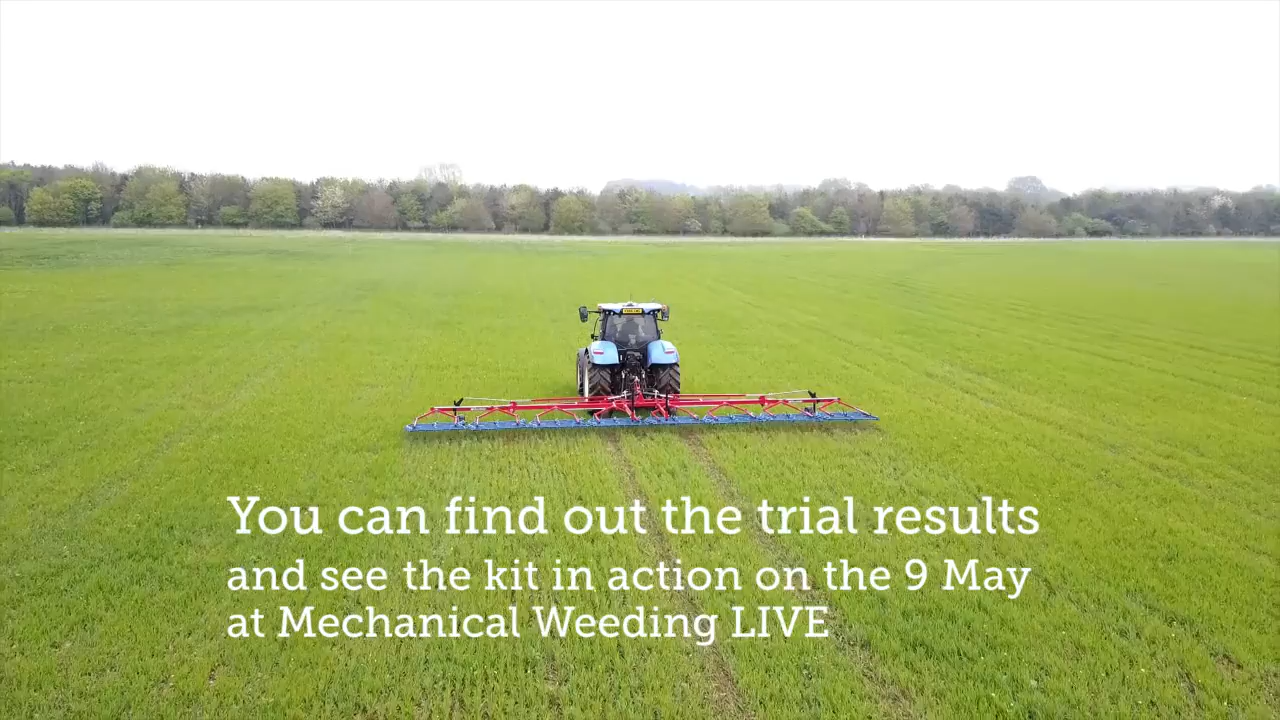 You can find out the trial results
and see the kit in action on the 9 May
at Mechanical Weeding LIVE